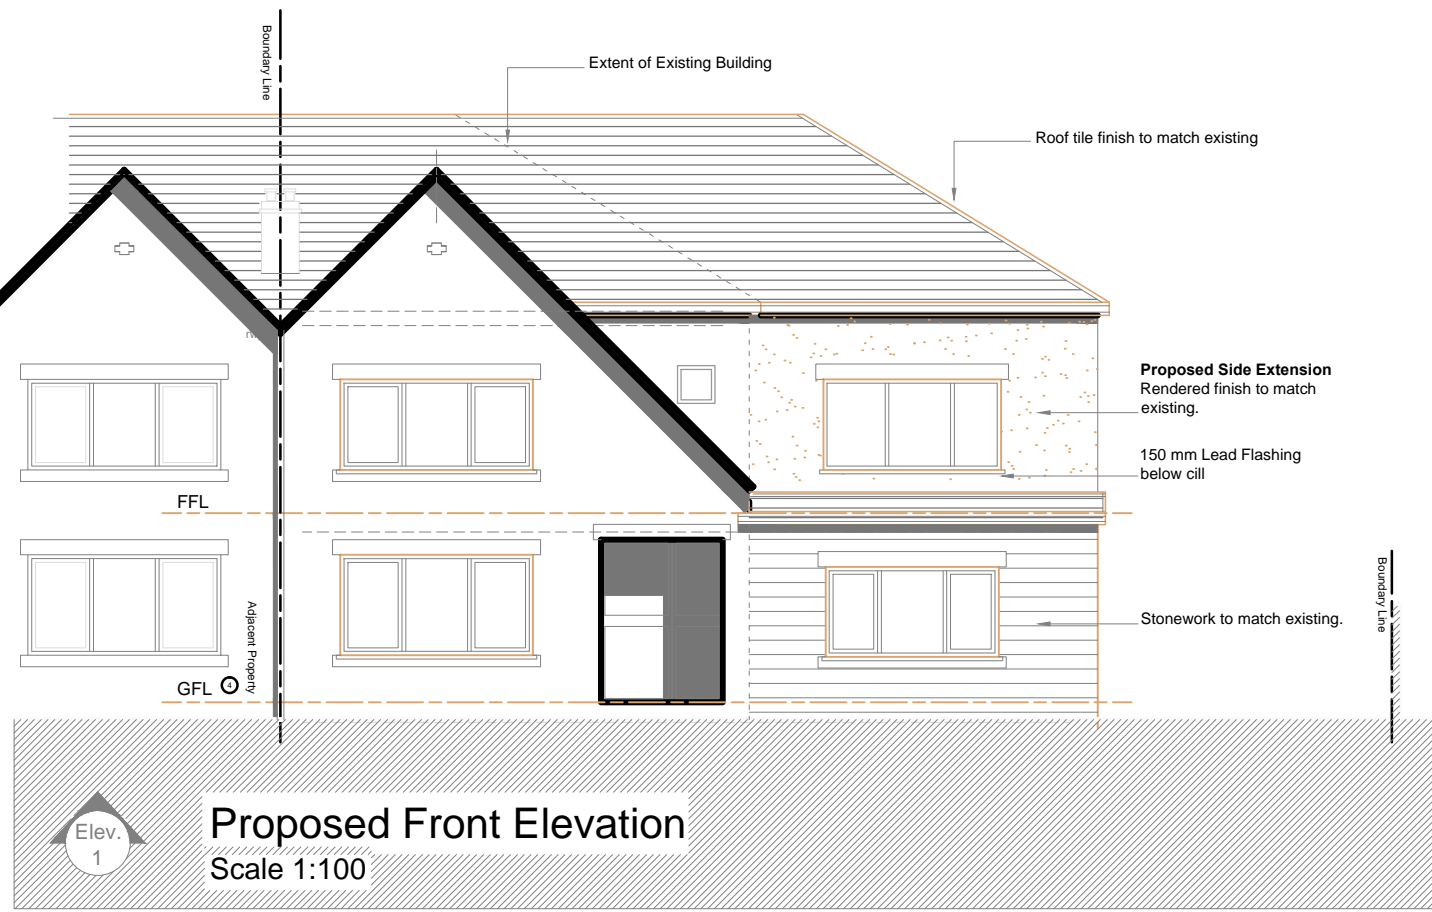 Boundary Line
Extent of Existing Building
Roof tile finish to match existing
Proposed Side Extension
Rendered finish to match
existing.
150 mm Lead Flashing
below cill
FFL
Boundary Line
Adjacent Property
Stonework to match existing.
GFL
4
Proposed Front Elevation
Scale 1:100
Elev.
1